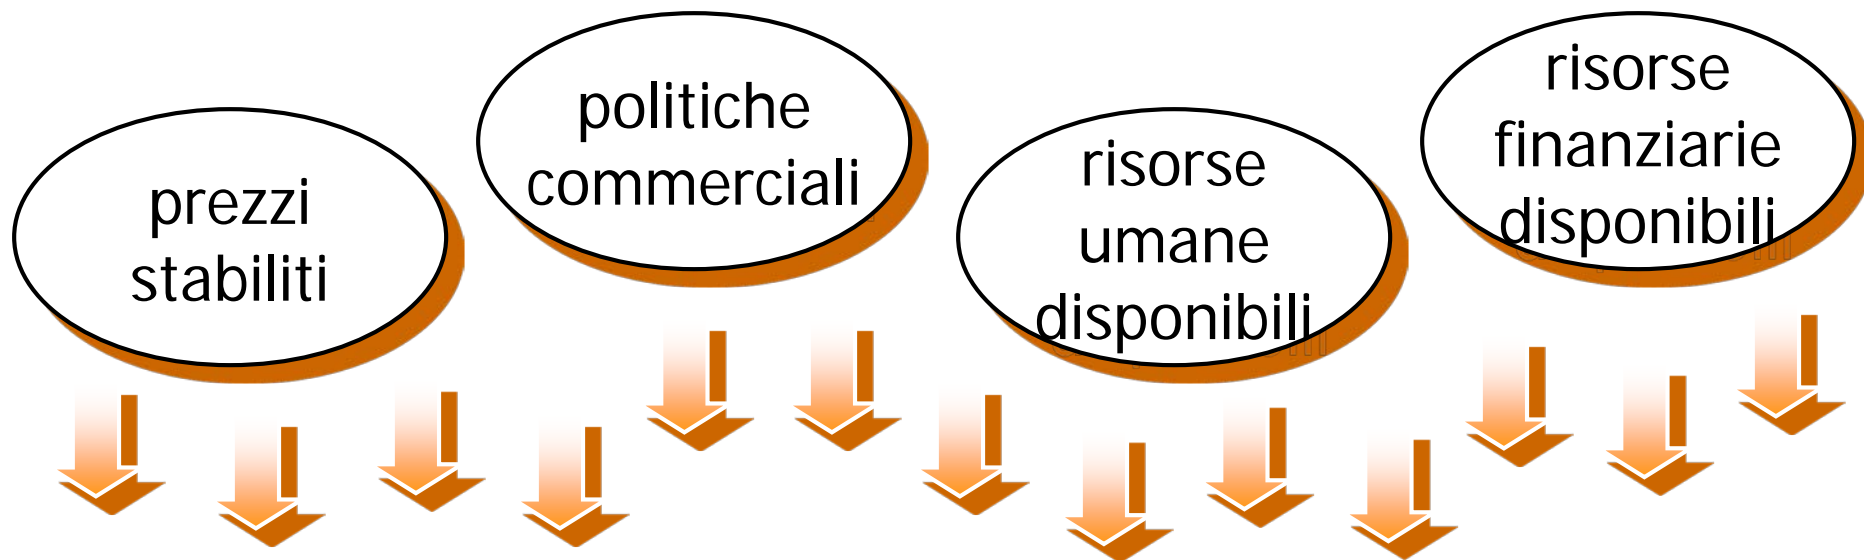 prezzi
stabiliti
politiche
commerciali
risorse
umane
disponibili
risorse
finanziarie
disponibili